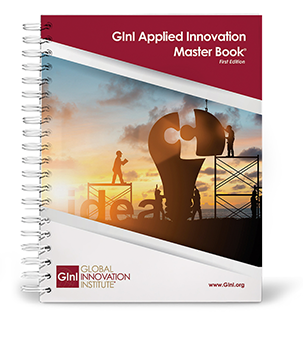 GInI Applied Innovation
Master Book®
First Edition
idea
GInI
GLOBAL
INNOVATION
INSTITUTE®
www.GInI.org